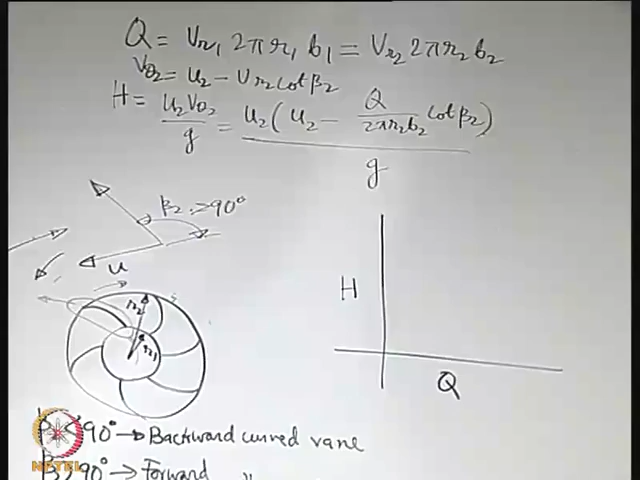 Q = Vr₁ 2πr₁ b₁ = Vr₂ 2πr₂ b₂
Vθ₂ = u₂ − Vr₂ cot β₂
H = u₂Vθ₂ / g = u₂(u₂ − Q / 2πr₂b₂ cot β₂) / g
β₂ > 90°
u
r₂
r₁
H
Q
β < 90° → Backward curved vane
β > 90° → Forward "
NPTEL